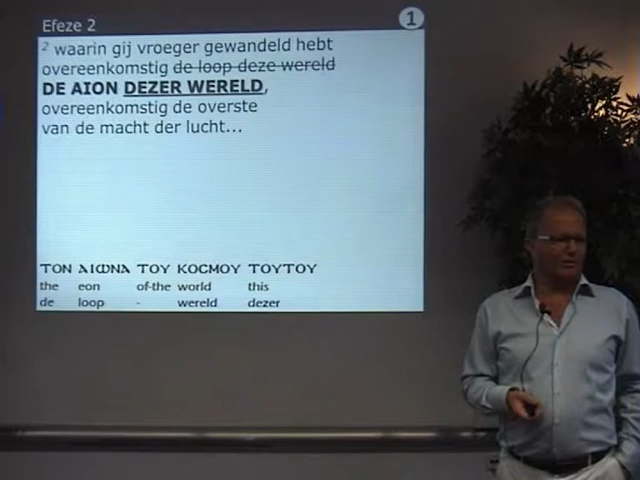 Efeze 2
1
2 waarin gij vroeger gewandeld hebt
overeenkomstig de loop deze wereld
DE AION DEZER WERELD,
overeenkomstig de overste
van de macht der lucht...
ΤΟΝ ΑΙΩΝΑ ΤΟΥ ΚΟϹΜΟΥ ΤΟΥΤΟΥ
the eon of-the world this
de loop - wereld dezer